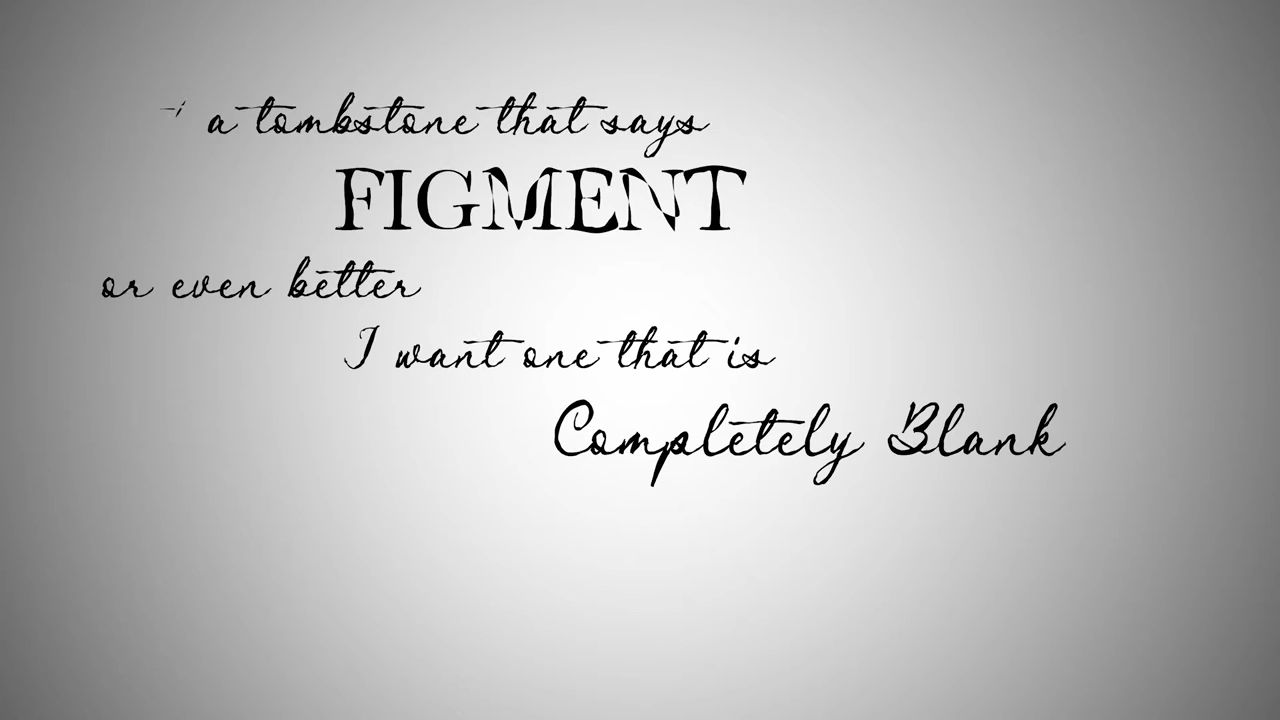 a tombstone that says
FIGMENT
or even better
I want one that is
Completely Blank